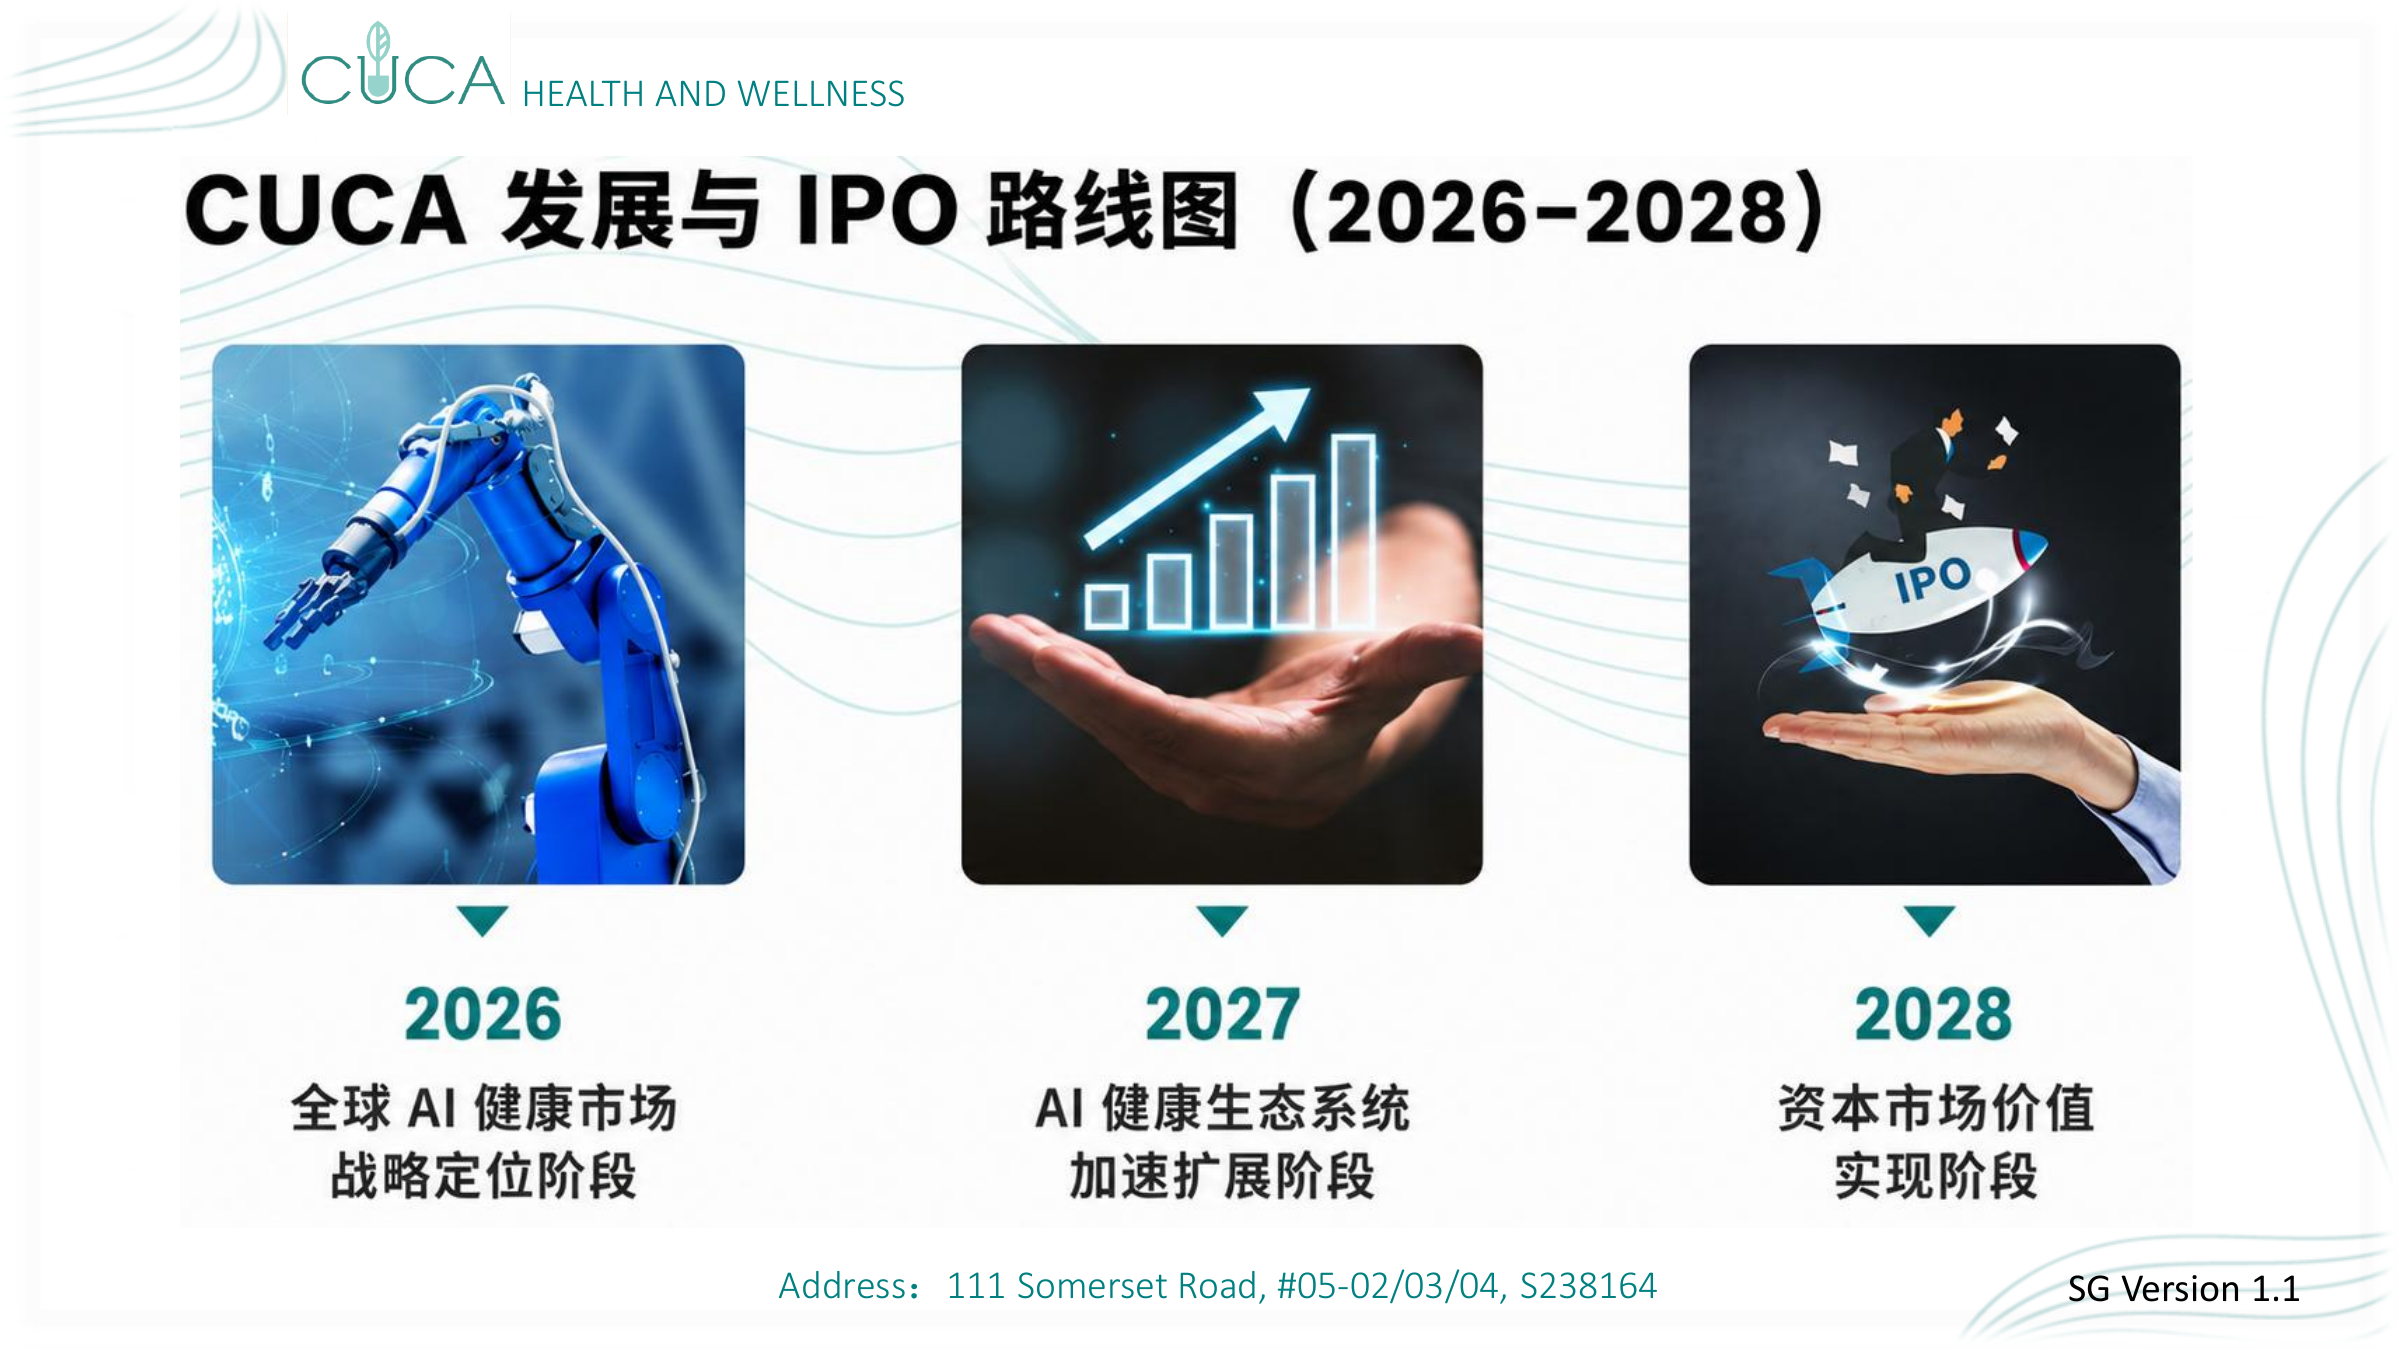 CUCA HEALTH AND WELLNESS
CUCA 发展与 IPO 路线图（2026-2028）
IPO
2026
全球 AI 健康市场
战略定位阶段
2027
AI 健康生态系统
加速扩展阶段
2028
资本市场价值
实现阶段
Address：111 Somerset Road, #05-02/03/04, S238164
SG Version 1.1